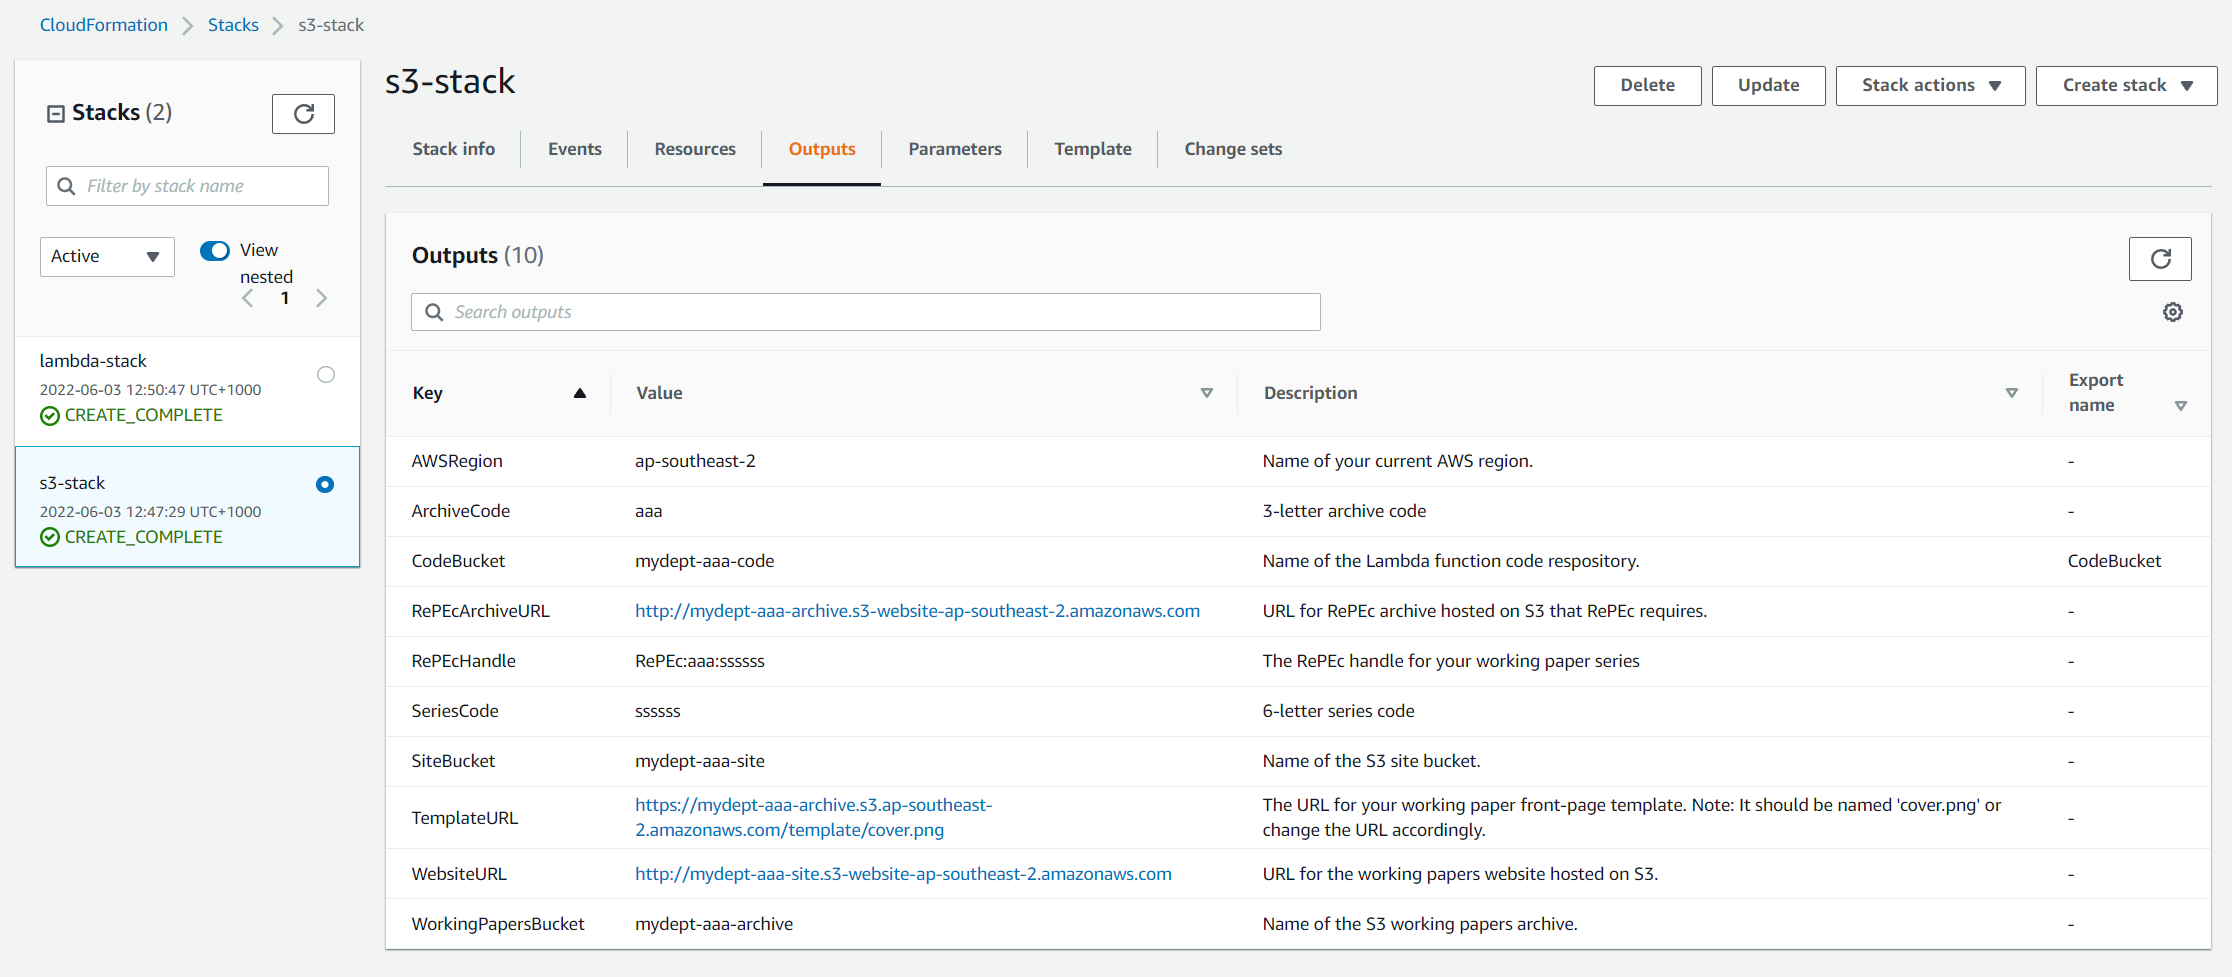 CloudFormation > Stacks > s3-stack
Stacks (2)
Filter by stack name
Active
View
nested
1
lambda-stack
2022-06-03 12:50:47 UTC+1000
CREATE_COMPLETE
s3-stack
2022-06-03 12:47:29 UTC+1000
CREATE_COMPLETE
s3-stack
Delete Update Stack actions Create stack
Stack info Events Resources Outputs Parameters Template Change sets
Outputs (10)
Search outputs
Key Value Description Export
name
AWSRegion ap-southeast-2 Name of your current AWS region. -
ArchiveCode aaa 3-letter archive code -
CodeBucket mydept-aaa-code Name of the Lambda function code respository. CodeBucket
RePEcArchiveURL http://mydept-aaa-archive.s3-website-ap-southeast-2.amazonaws.com URL for RePEc archive hosted on S3 that RePEc requires. -
RePEcHandle RePEc:aaa:ssssss The RePEc handle for your working paper series -
SeriesCode ssssss 6-letter series code -
SiteBucket mydept-aaa-site Name of the S3 site bucket. -
TemplateURL https://mydept-aaa-archive.s3.ap-southeast-
2.amazonaws.com/template/cover.png The URL for your working paper front-page template. Note: It should be named 'cover.png' or
change the URL accordingly. -
WebsiteURL http://mydept-aaa-site.s3-website-ap-southeast-2.amazonaws.com URL for the working papers website hosted on S3. -
WorkingPapersBucket mydept-aaa-archive Name of the S3 working papers archive. -